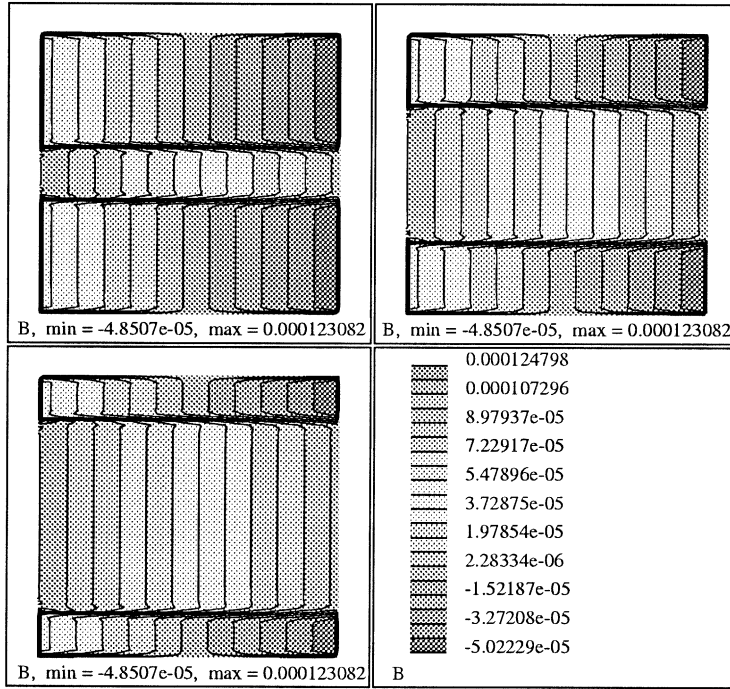 B, min = -4.8507e-05, max = 0.000123082
B, min = -4.8507e-05, max = 0.000123082
B, min = -4.8507e-05, max = 0.000123082
0.000124798
0.000107296
8.97937e-05
7.22917e-05
5.47896e-05
3.72875e-05
1.97854e-05
2.28334e-06
-1.52187e-05
-3.27208e-05
-5.02229e-05
B